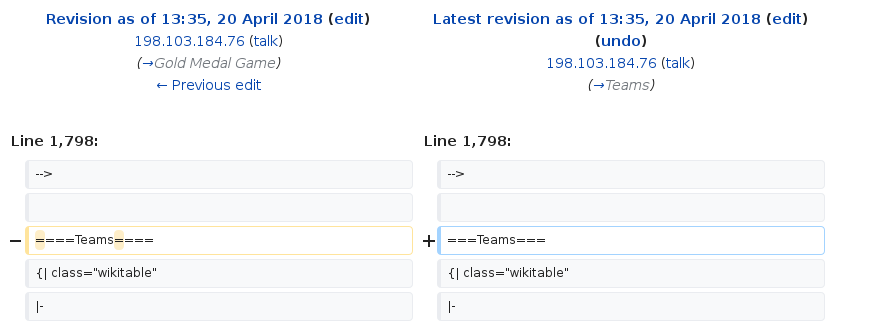 Revision as of 13:35, 20 April 2018 (edit)
198.103.184.76 (talk)
(→Gold Medal Game)
← Previous edit
Latest revision as of 13:35, 20 April 2018 (edit)
(undo)
198.103.184.76 (talk)
(→Teams)
Line 1,798:
Line 1,798:
-->
-->
− ====Teams====
+ ===Teams===
{| class="wikitable"
{| class="wikitable"
|-
|-